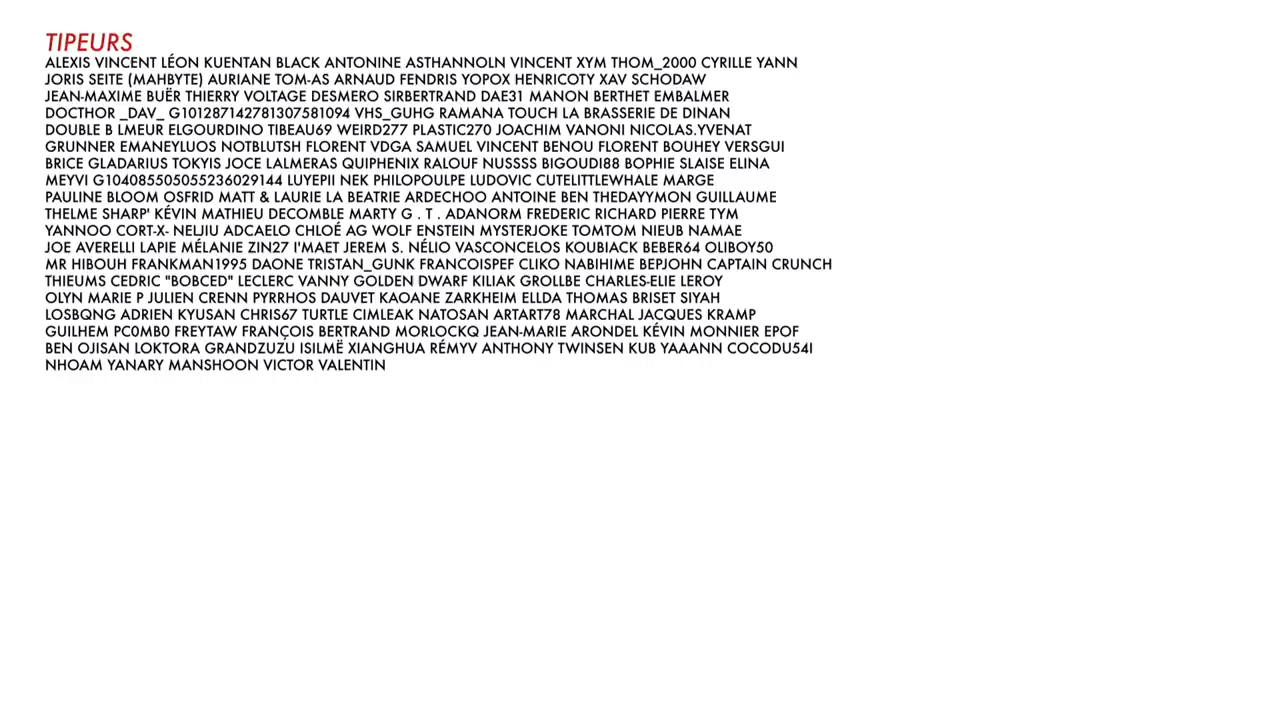 TIPEURS
ALEXIS VINCENT LÉON KUENTAN BLACK ANTONINE ASTHANNOLN VINCENT XYM THOM_2000 CYRILLE YANN
JORIS SEITE (MAHBYTE) AURIANE TOM-AS ARNAUD FENDRIS YOPOX HENRICOTY XAV SCHODAW
JEAN-MAXIME BUËR THIERRY VOLTAGE DESMERO SIRBERTRAND DAE31 MANON BERTHET EMBALMER
DOCTHOR _DAV_ G101287142781307581094 VHS_GUHG RAMANA TOUCH LA BRASSERIE DE DINAN
DOUBLE B LMEUR ELGOURDINO TIBEAU69 WEIRD277 PLASTIC270 JOACHIM VANONI NICOLAS.YVENAT
GRUNNER EMANEYLUOS NOTBLUTSH FLORENT VDGA SAMUEL VINCENT BENOU FLORENT BOUHEY VERSGUI
BRICE GLADARIUS TOKYIS JOCE LALMERAS QUIPHENIX RALOUF NUSSSS BIGOUDI88 BOPHIE SLAISE ELINA
MEYVI G104085505055236029144 LUYEPII NEK PHILOPOULPE LUDOVIC CUTELITTLEWHALE MARGE
PAULINE BLOOM OSFRID MATT & LAURIE LA BEATRIE ARDECHOO ANTOINE BEN THEDAYYMON GUILLAUME
THELME SHARP' KÉVIN MATHIEU DECOMBLE MARTY G . T . ADANORM FREDERIC RICHARD PIERRE TYM
YANNOO CORT-X- NELJIU ADCAELO CHLOÉ AG WOLF ENSTEIN MYSTERJOKE TOMTOM NIEUB NAMAE
JOE AVERELLI LAPIE MÉLANIE ZIN27 I'MAET JEREM S. NÉLIO VASCONCELOS KOUBIACK BEBER64 OLIBOY50
MR HIBOUH FRANKMAN1995 DAONE TRISTAN_GUNK FRANCOISPEF CLIKO NABIHIME BEPJOHN CAPTAIN CRUNCH
THIEUMS CEDRIC "BOBCED" LECLERC VANNY GOLDEN DWARF KILIAK GROLLBE CHARLES-ELIE LEROY
OLYN MARIE P JULIEN CRENN PYRRHOS DAUVET KAOANE ZARKHEIM ELLDA THOMAS BRISET SIYAH
LOSBQNG ADRIEN KYUSAN CHRIS67 TURTLE CIMLEAK NATOSAN ARTART78 MARCHAL JACQUES KRAMP
GUILHEM PC0MB0 FREYTAW FRANÇOIS BERTRAND MORLOCKQ JEAN-MARIE ARONDEL KÉVIN MONNIER EPOF
BEN OJISAN LOKTORA GRANDZUZU ISILMË XIANGHUA RÉMYV ANTHONY TWINSEN KUB YAAANN COCODU54I
NHOAM YANARY MANSHOON VICTOR VALENTIN